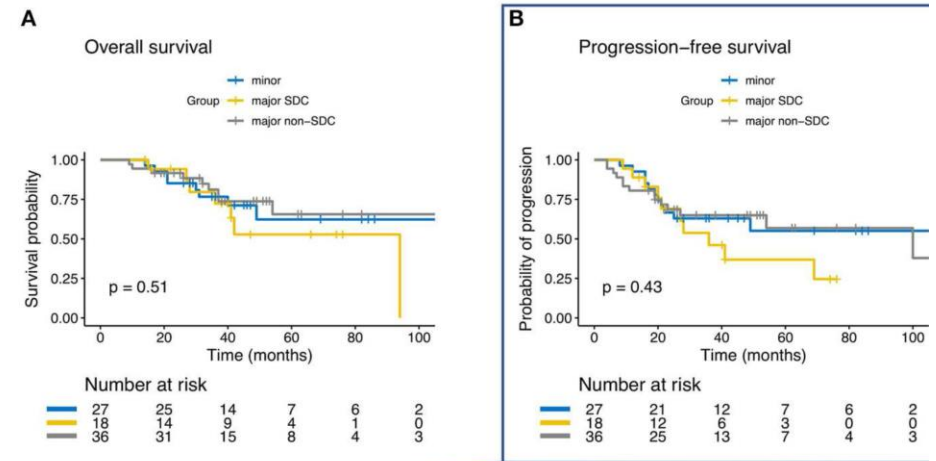 A
Overall survival
minor
Group major SDC
major non−SDC
Survival probability
1.00
0.75
0.50
0.25
0.00
p = 0.51
0 20 40 60 80 100
Time (months)
Number at risk
27 25 14 7 6 2
18 14 9 4 1 0
36 31 15 8 4 3
B
Progression−free survival
minor
Group major SDC
major non−SDC
Probability of progression
1.00
0.75
0.50
0.25
0.00
p = 0.43
0 20 40 60 80 100
Time (months)
Number at risk
27 21 12 7 6 2
18 12 6 3 0 0
36 25 13 7 4 3